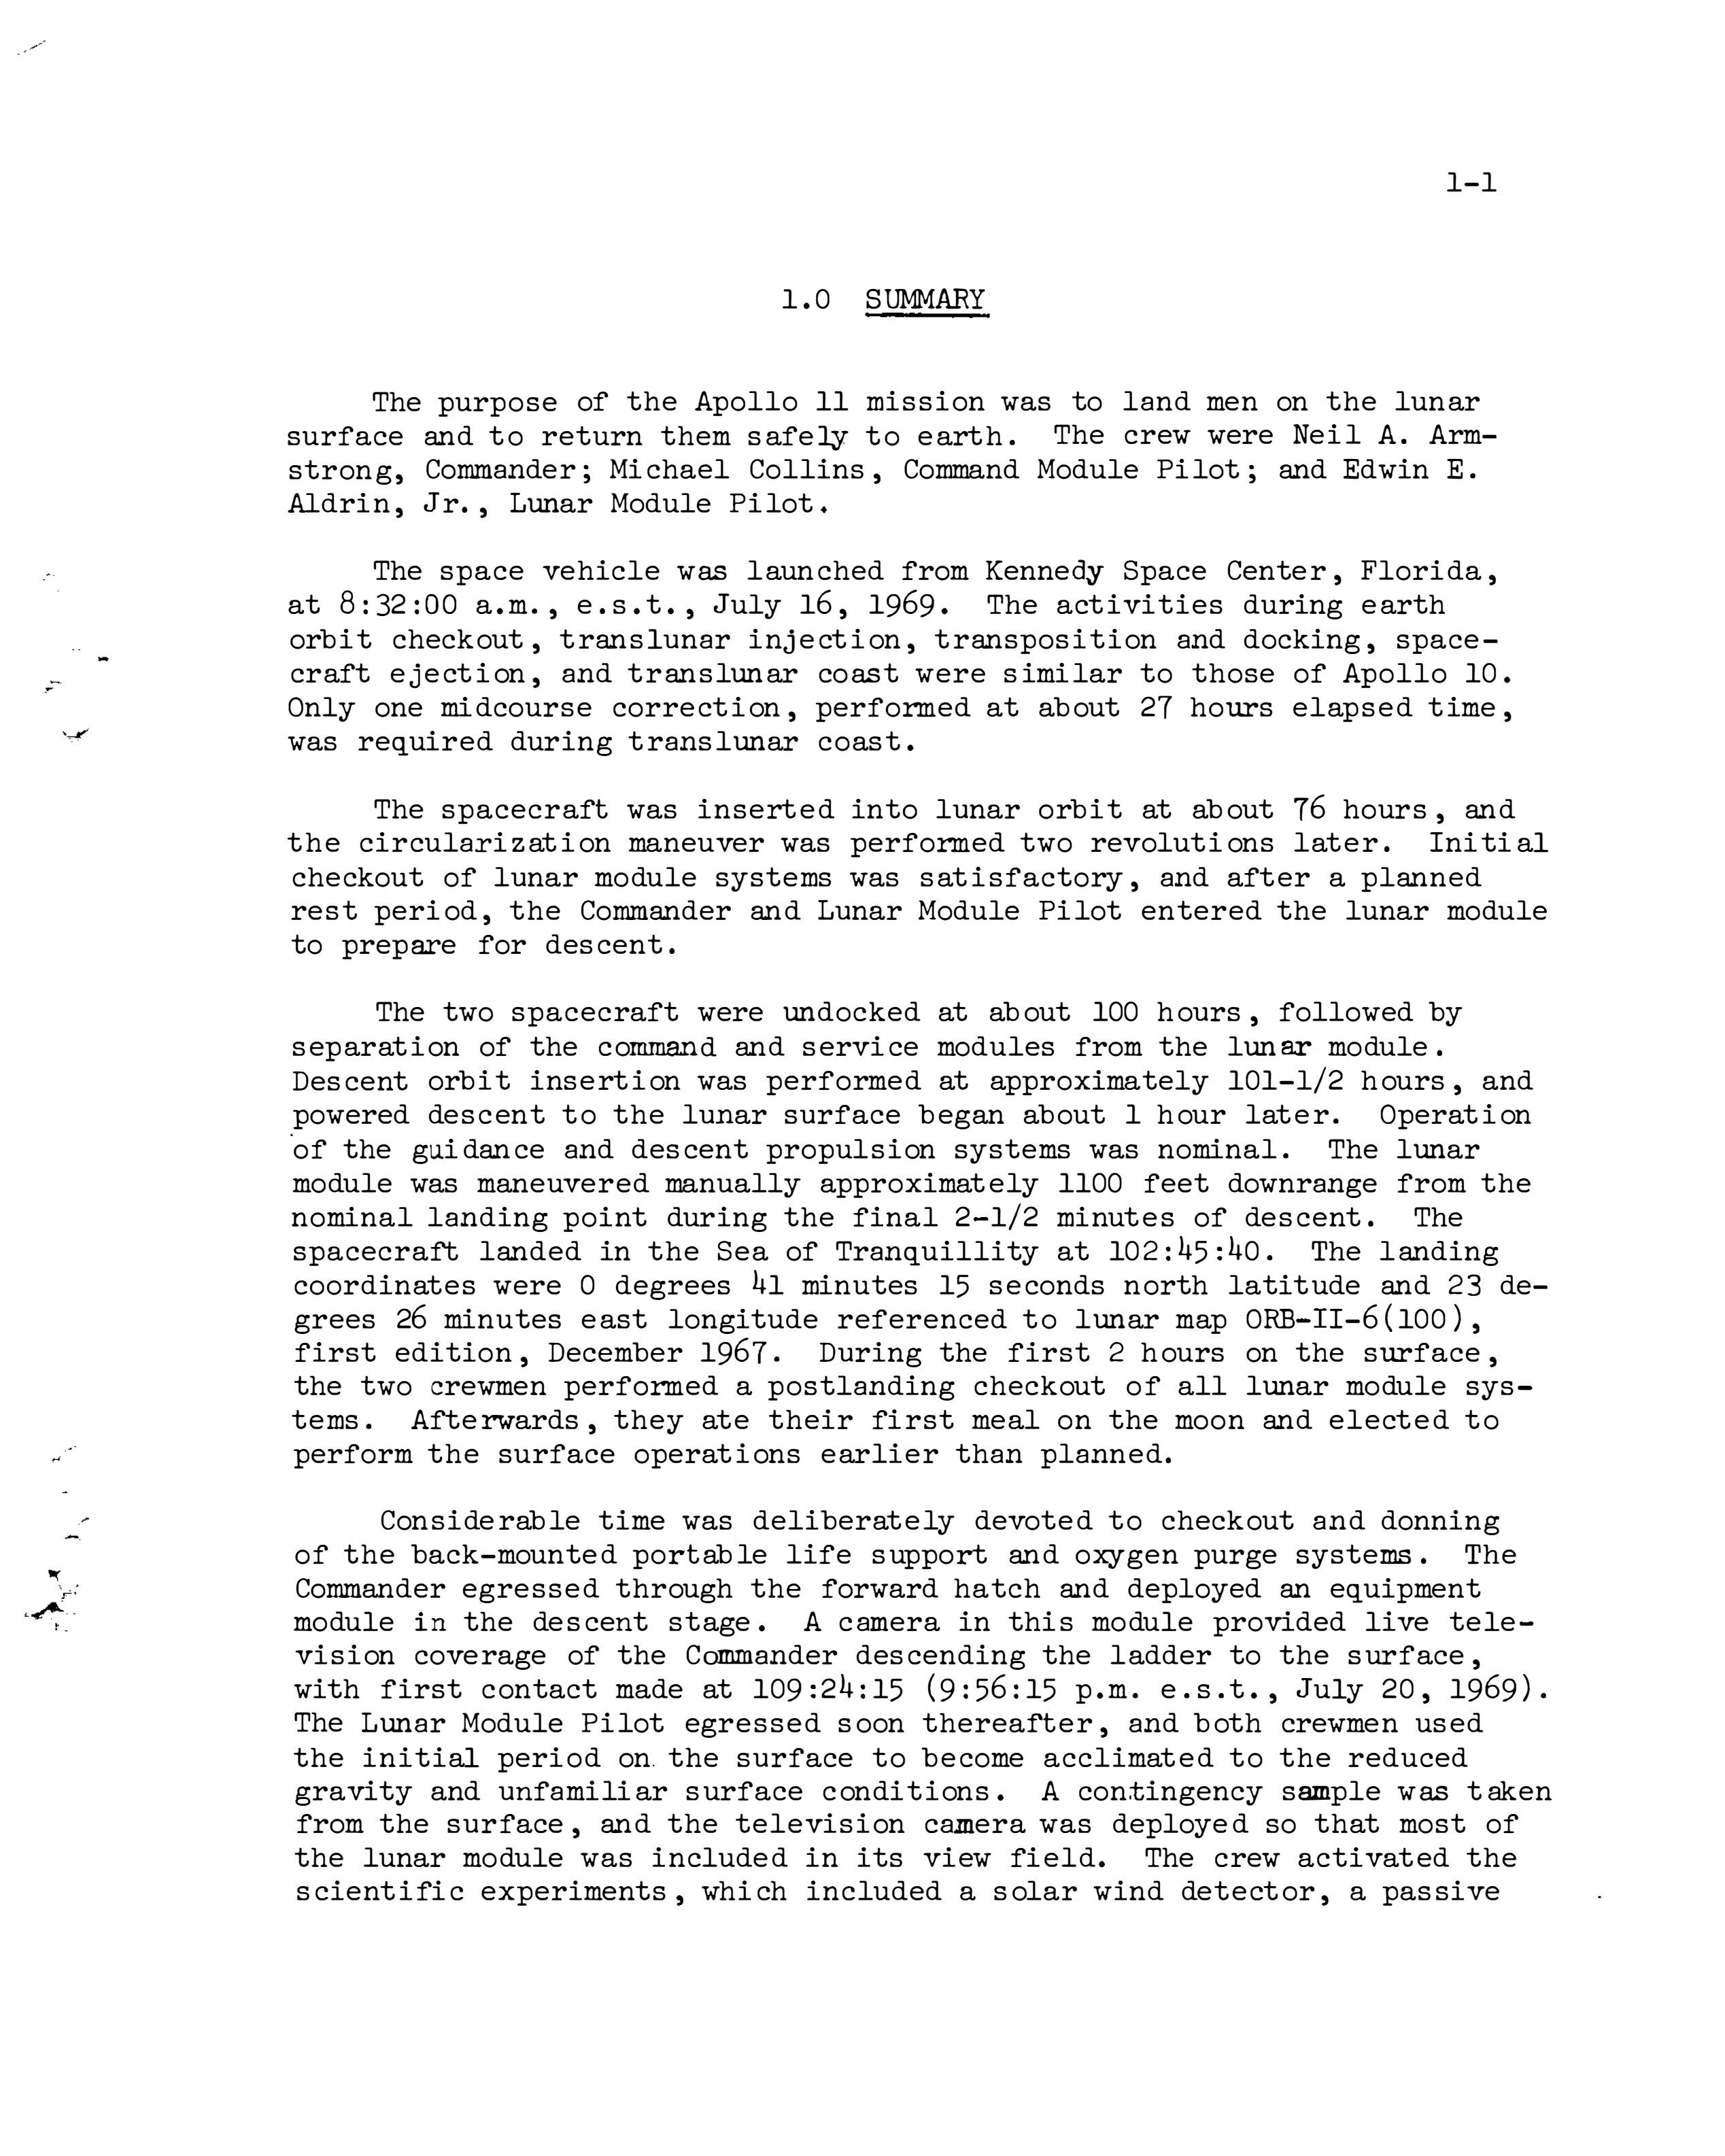 1-1
1.0 SUMMARY
The purpose of the Apollo 11 mission was to land men on the lunar
surface and to return them safely to earth. The crew were Neil A. Arm-
strong, Commander; Michael Collins, Command Module Pilot; and Edwin E.
Aldrin, Jr., Lunar Module Pilot.
The space vehicle was launched from Kennedy Space Center, Florida,
at 8:32:00 a.m., e.s.t., July 16, 1969. The activities during earth
orbit checkout, translunar injection, transposition and docking, space-
craft ejection, and translunar coast were similar to those of Apollo 10.
Only one midcourse correction, performed at about 27 hours elapsed time,
was required during translunar coast.
The spacecraft was inserted into lunar orbit at about 76 hours, and
the circularization maneuver was performed two revolutions later. Initial
checkout of lunar module systems was satisfactory, and after a planned
rest period, the Commander and Lunar Module Pilot entered the lunar module
to prepare for descent.
The two spacecraft were undocked at about 100 hours, followed by
separation of the command and service modules from the lunar module.
Descent orbit insertion was performed at approximately 101-1/2 hours, and
powered descent to the lunar surface began about 1 hour later. Operation
of the guidance and descent propulsion systems was nominal. The lunar
module was maneuvered manually approximately 1100 feet downrange from the
nominal landing point during the final 2-1/2 minutes of descent. The
spacecraft landed in the Sea of Tranquillity at 102:45:40. The landing
coordinates were 0 degrees 41 minutes 15 seconds north latitude and 23 de-
grees 26 minutes east longitude referenced to lunar map ORB-II-6(100),
first edition, December 1967. During the first 2 hours on the surface,
the two crewmen performed a postlanding checkout of all lunar module sys-
tems. Afterwards, they ate their first meal on the moon and elected to
perform the surface operations earlier than planned.
Considerable time was deliberately devoted to checkout and donning
of the back-mounted portable life support and oxygen purge systems. The
Commander egressed through the forward hatch and deployed an equipment
module in the descent stage. A camera in this module provided live tele-
vision coverage of the Commander descending the ladder to the surface,
with first contact made at 109:24:15 (9:56:15 p.m. e.s.t., July 20, 1969).
The Lunar Module Pilot egressed soon thereafter, and both crewmen used
the initial period on the surface to become acclimated to the reduced
gravity and unfamiliar surface conditions. A contingency sample was taken
from the surface, and the television camera was deployed so that most of
the lunar module was included in its view field. The crew activated the
scientific experiments, which included a solar wind detector, a passive